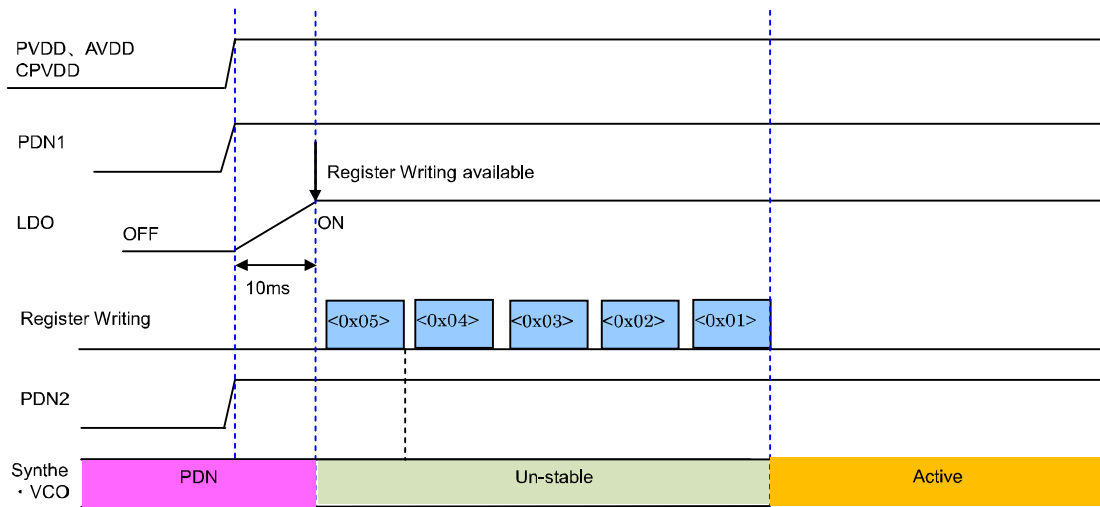 PVDD、AVDD
CPVDD
PDN1
Register Writing available
LDO
OFF
ON
10ms
Register Writing
<0x05>
<0x04>
<0x03>
<0x02>
<0x01>
PDN2
Synthe
・VCO
PDN
Un-stable
Active